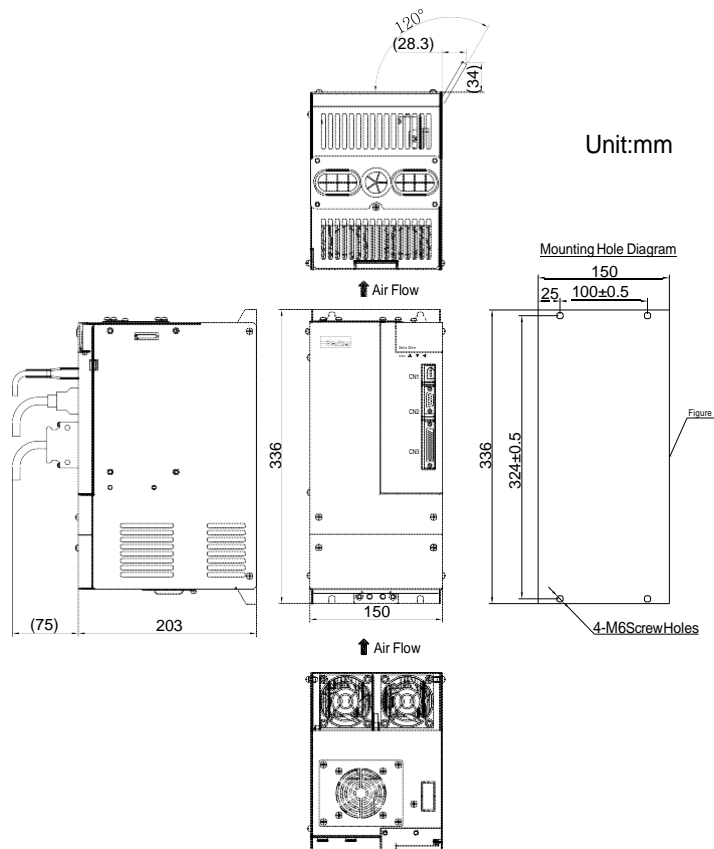 120°
(28.3)
(34)
Unit:mm
Mounting Hole Diagram
150
25
100±0.5
Air Flow
CN1
CN2
CN3
336
336
324±0.5
Figure
(75)
203
150
4-M6ScrewHoles
Air Flow